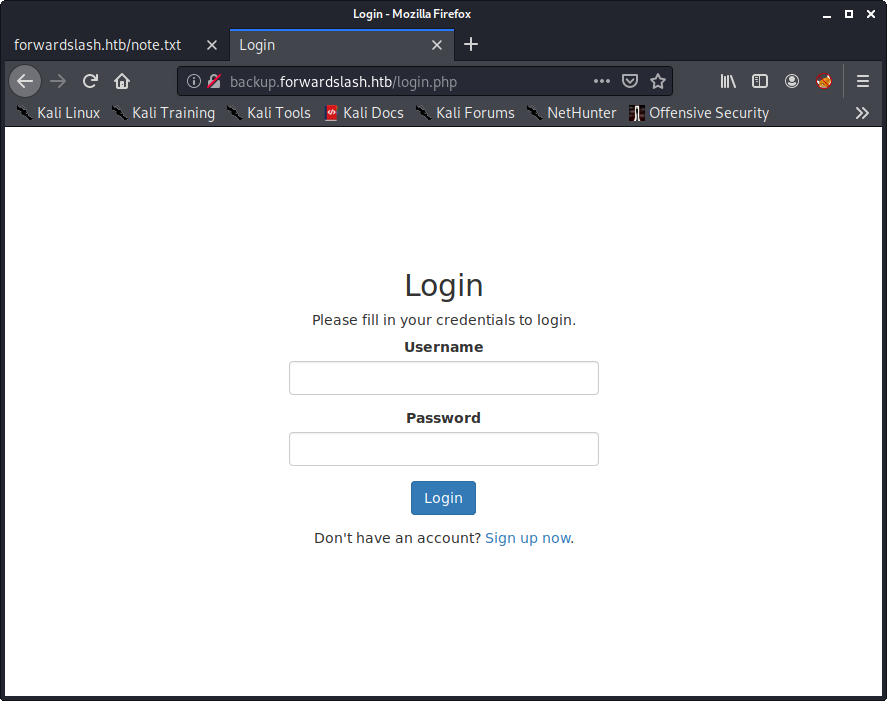 Login - Mozilla Firefox
forwardslash.htb/note.txt
Login
backup.forwardslash.htb/login.php
Kali Linux Kali Training Kali Tools Kali Docs Kali Forums NetHunter Offensive Security
Login
Please fill in your credentials to login.
Username
Password
Login
Don't have an account? Sign up now.